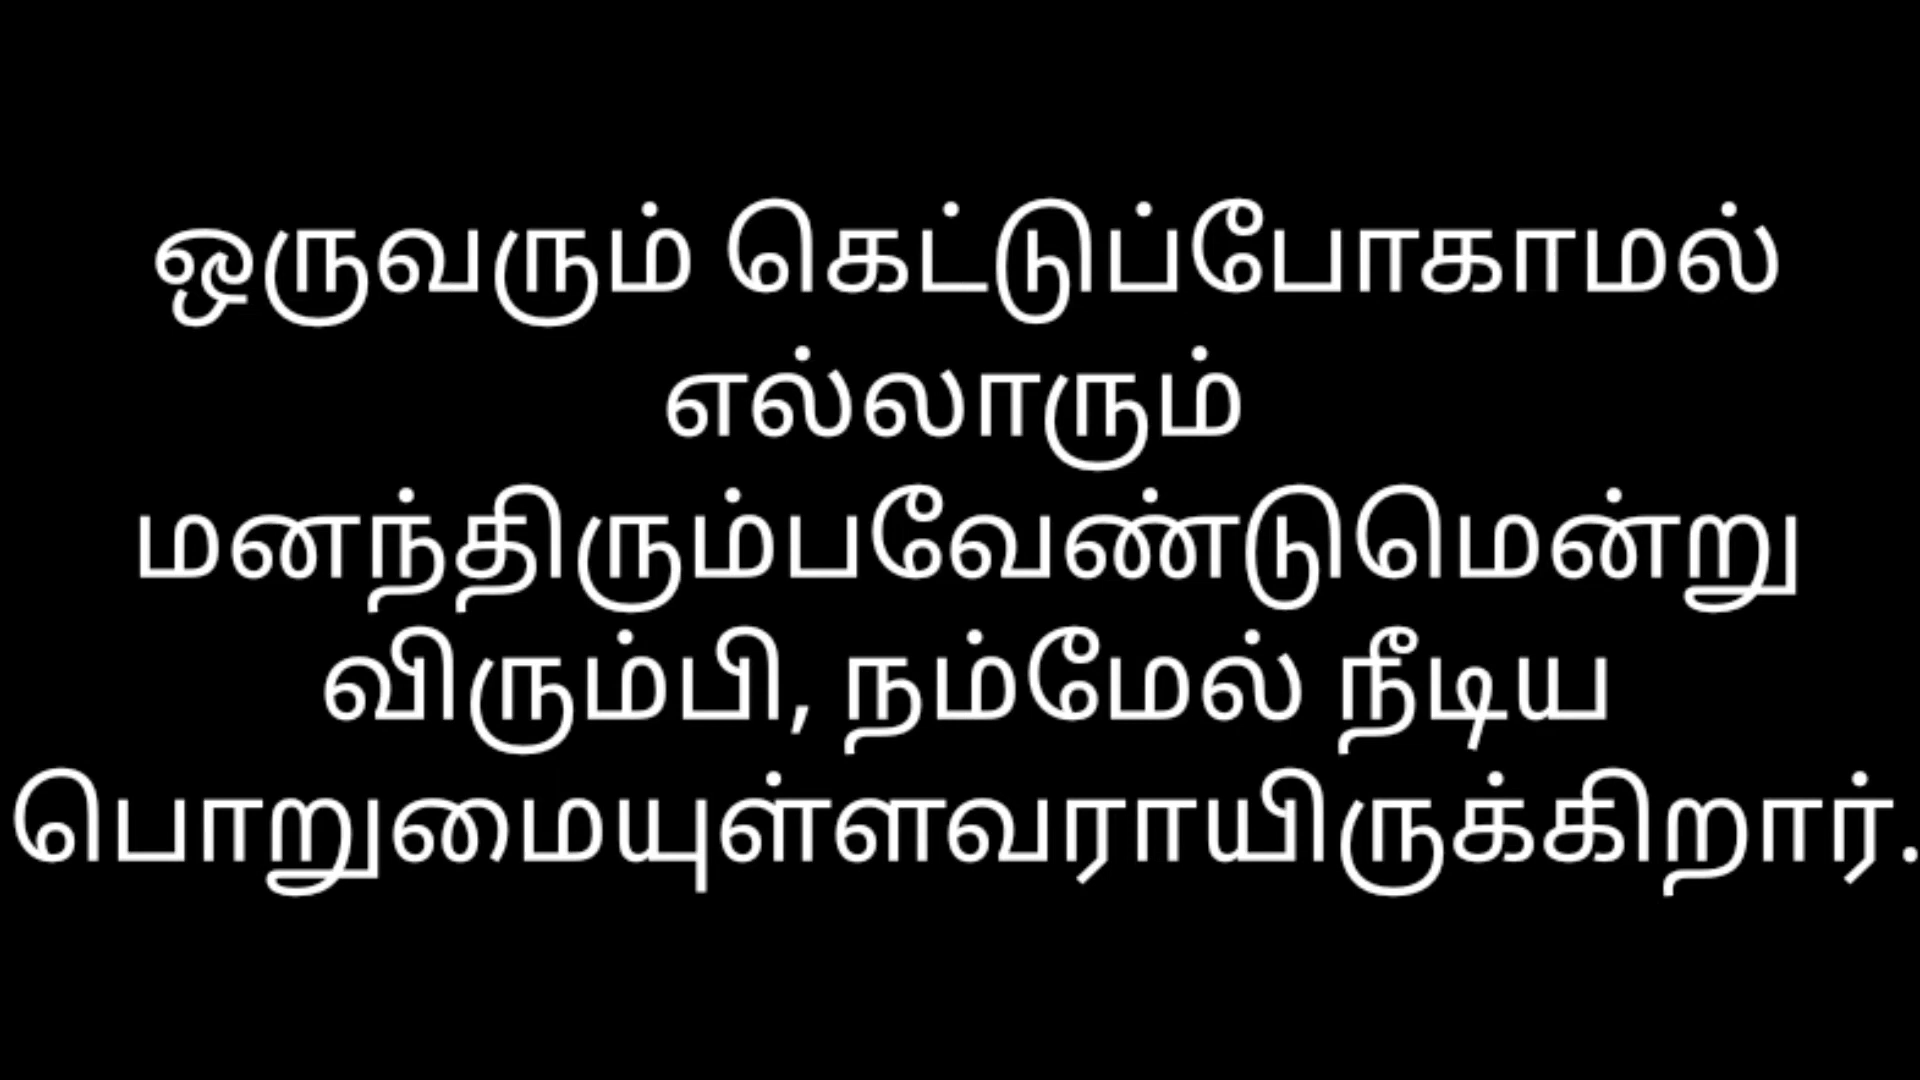 ஒருவரும் கெட்டுப்போகாமல்
எல்லாரும்
மனந்திரும்பவேண்டுமென்று
விரும்பி, நம்மேல் நீடிய
பொறுமையுள்ளவராயிருக்கிறார்.